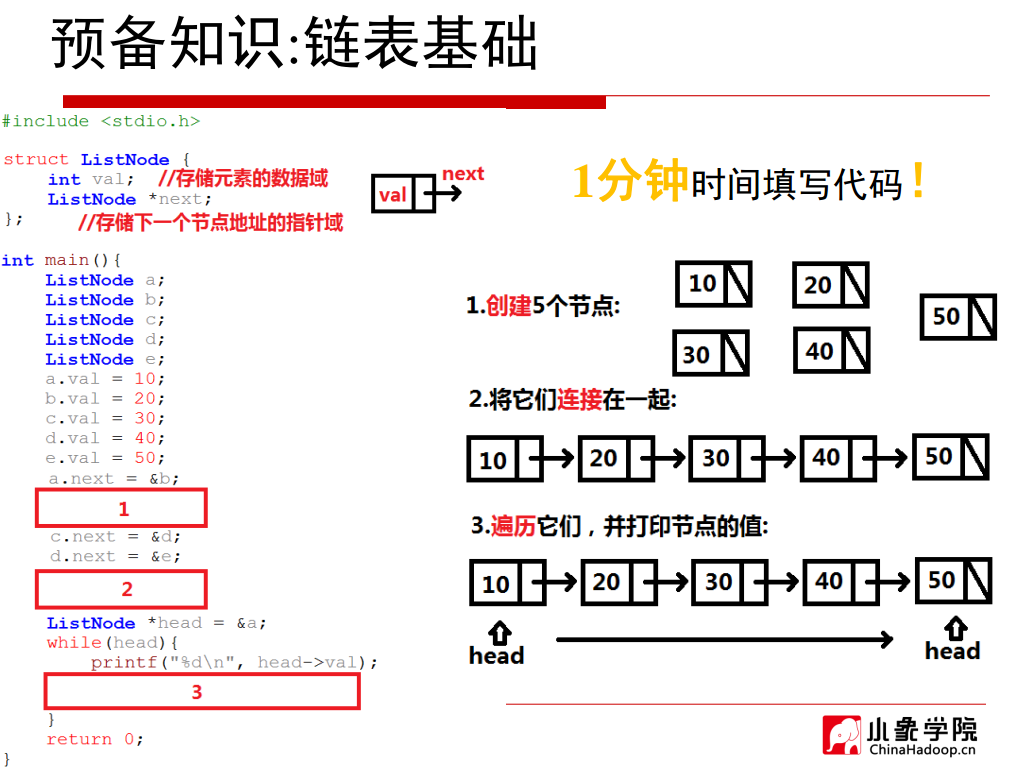 预备知识:链表基础
#include <stdio.h>
struct ListNode {
int val; //存储元素的数据域
ListNode *next;
}; //存储下一个节点地址的指针域
val next
1分钟时间填写代码！
int main(){
ListNode a;
ListNode b;
ListNode c;
ListNode d;
ListNode e;
a.val = 10;
b.val = 20;
c.val = 30;
d.val = 40;
e.val = 50;
a.next = &b;
1
c.next = &d;
d.next = &e;
2
ListNode *head = &a;
while(head){
printf("%d\n", head->val);
3
}
return 0;
}
1.创建5个节点:
10 20
50
30 40
2.将它们连接在一起:
10 20 30 40 50
3.遍历它们，并打印节点的值:
10 20 30 40 50
head head
小象学院
ChinaHadoop.cn